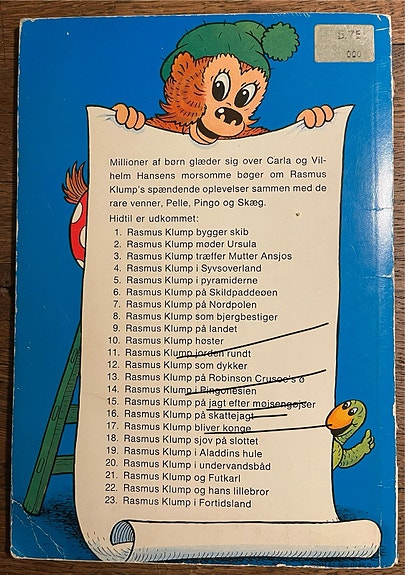 8.75
000
Millioner af børn glæder sig over Carla og Vil-
helm Hansens morsomme bøger om Rasmus
Klump's spændende oplevelser sammen med de
rare venner, Pelle, Pingo og Skæg.
Hidtil er udkommet:
1. Rasmus Klump bygger skib
2. Rasmus Klump møder Ursula
3. Rasmus Klump træffer Mutter Ansjos
4. Rasmus Klump i Syvsoverland
5. Rasmus Klump i pyramiderne
6. Rasmus Klump på Skildpaddeøen
7. Rasmus Klump på Nordpolen
8. Rasmus Klump som bjergbestiger
9. Rasmus Klump på landet
10. Rasmus Klump høster
11. Rasmus Klump jorden rundt
12. Rasmus Klump som dykker
13. Rasmus Klump på Robinson Crusoe's ø
14. Rasmus Klump i Pingonesien
15. Rasmus Klump på jagt efter møjsengøjser
16. Rasmus Klump på skattejagt
17. Rasmus Klump bliver konge
18. Rasmus Klump sjov på slottet
19. Rasmus Klump i Aladdins hule
20. Rasmus Klump i undervandsbåd
21. Rasmus Klump og Futkarl
22. Rasmus Klump og hans lillebror
23. Rasmus Klump i Fortidsland